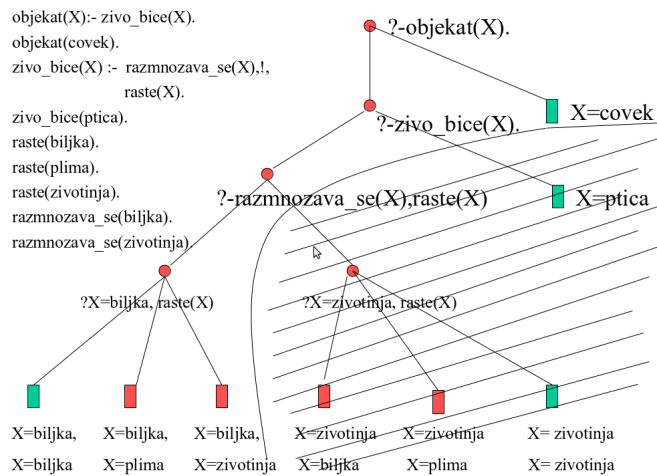 objekat(X):- zivo_bice(X).
objekat(covek).
zivo_bice(X) :- razmnozava_se(X),!,
raste(X).
zivo_bice(ptica).
raste(biljka).
raste(plima).
raste(zivotinja).
razmnozava_se(biljka).
razmnozava_se(zivotinja).
?-objekat(X).
X=covek
?-zivo_bice(X).
X=ptica
?-razmnozava_se(X),raste(X)
?X=biljka, raste(X)
?X=zivotinja, raste(X)
X=biljka, X=biljka, X=biljka, X=zivotinja X=zivotinja X= zivotinja
X=biljka X=plima X=zivotinja X=biljka X=plima X= zivotinja